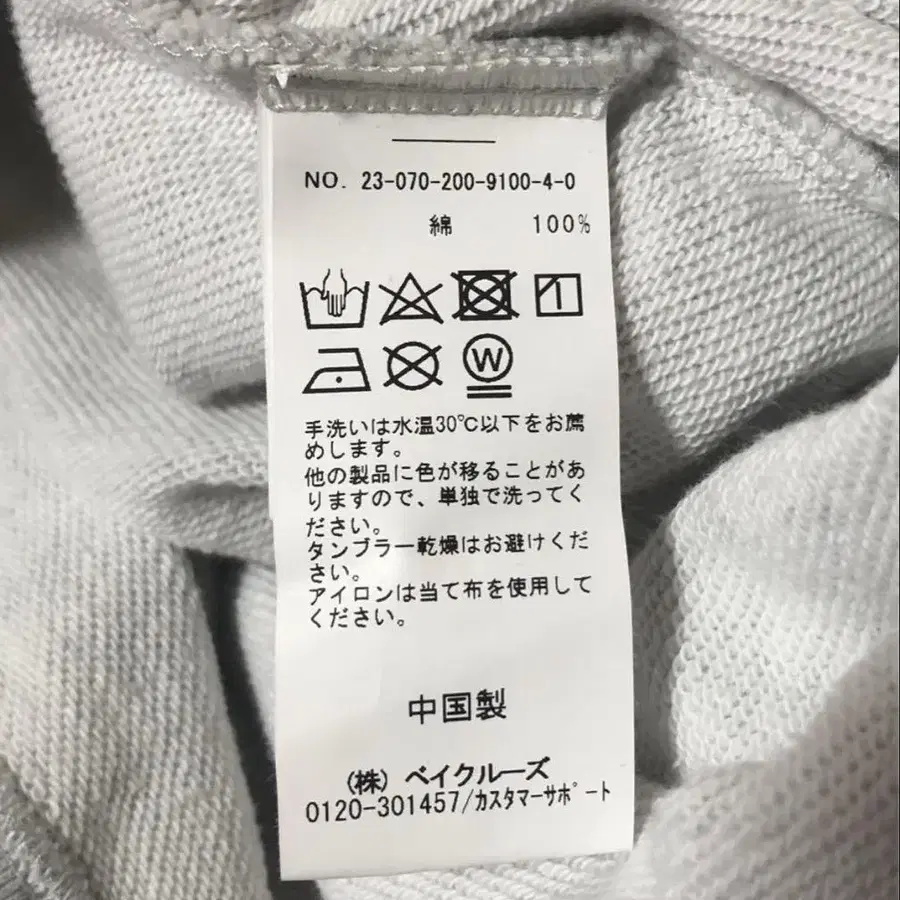 NO. 23-070-200-9100-4-0
綿 100%
手洗いは水温30℃以下をお薦
めします。
他の製品に色が移ることがあ
りますので、単独で洗ってく
ださい。
タンブラー乾燥はお避けくだ
さい。
アイロンは当て布を使用して
ください。
中国製
(株) ベイクルーズ
0120-301457/カスタマーサポート